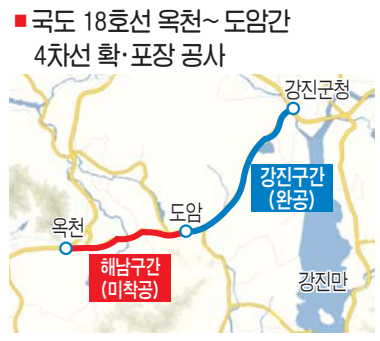 ■ 국도 18호선 옥천~ 도암간
4차선 확·포장 공사
강진군청
강진구간
(완공)
도암
옥천
해남구간
(미착공)
강진만